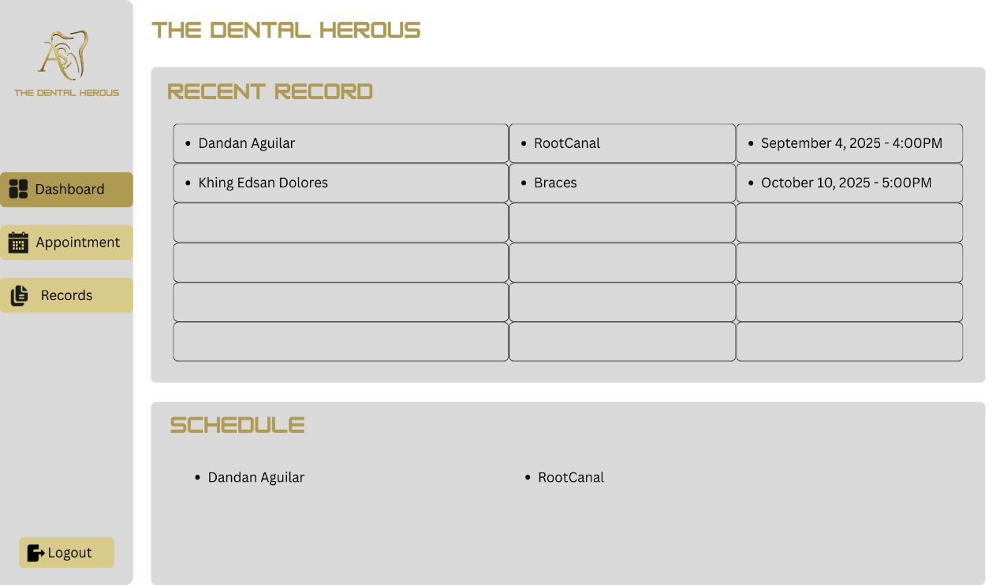 ASC
THE DENTAL HEROUS
THE DENTAL HEROUS
Dashboard
Appointment
Records
Logout
RECENT RECORD
• Dandan Aguilar • RootCanal • September 4, 2025 - 4:00PM
• Khing Edsan Dolores • Braces • October 10, 2025 - 5:00PM
SCHEDULE
• Dandan Aguilar • RootCanal